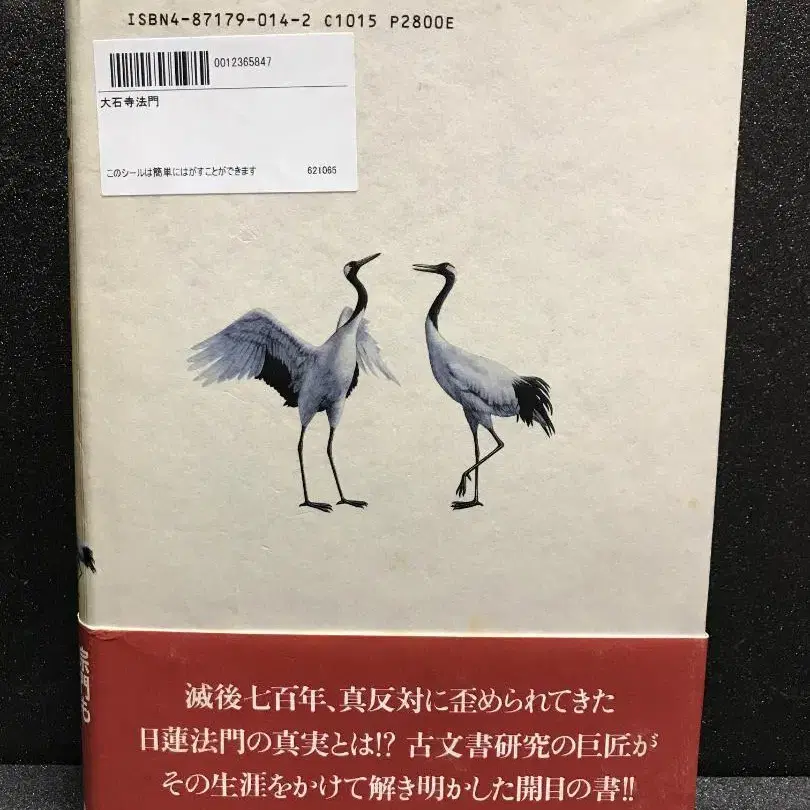 ISBN4-87179-014-2 C1015 P2800E
0012365847
大石寺法門
このシールは簡単にはがすことができます 621065
滅後七百年、真反対に歪められてきた
日蓮法門の真実とは!? 古文書研究の巨匠が
その生涯をかけて解き明かした開目の書!!